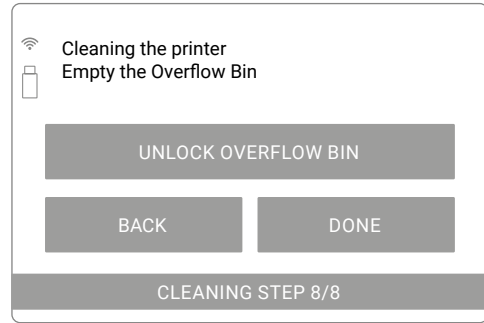 Cleaning the printer
Empty the Overflow Bin
UNLOCK OVERFLOW BIN
BACK
DONE
CLEANING STEP 8/8